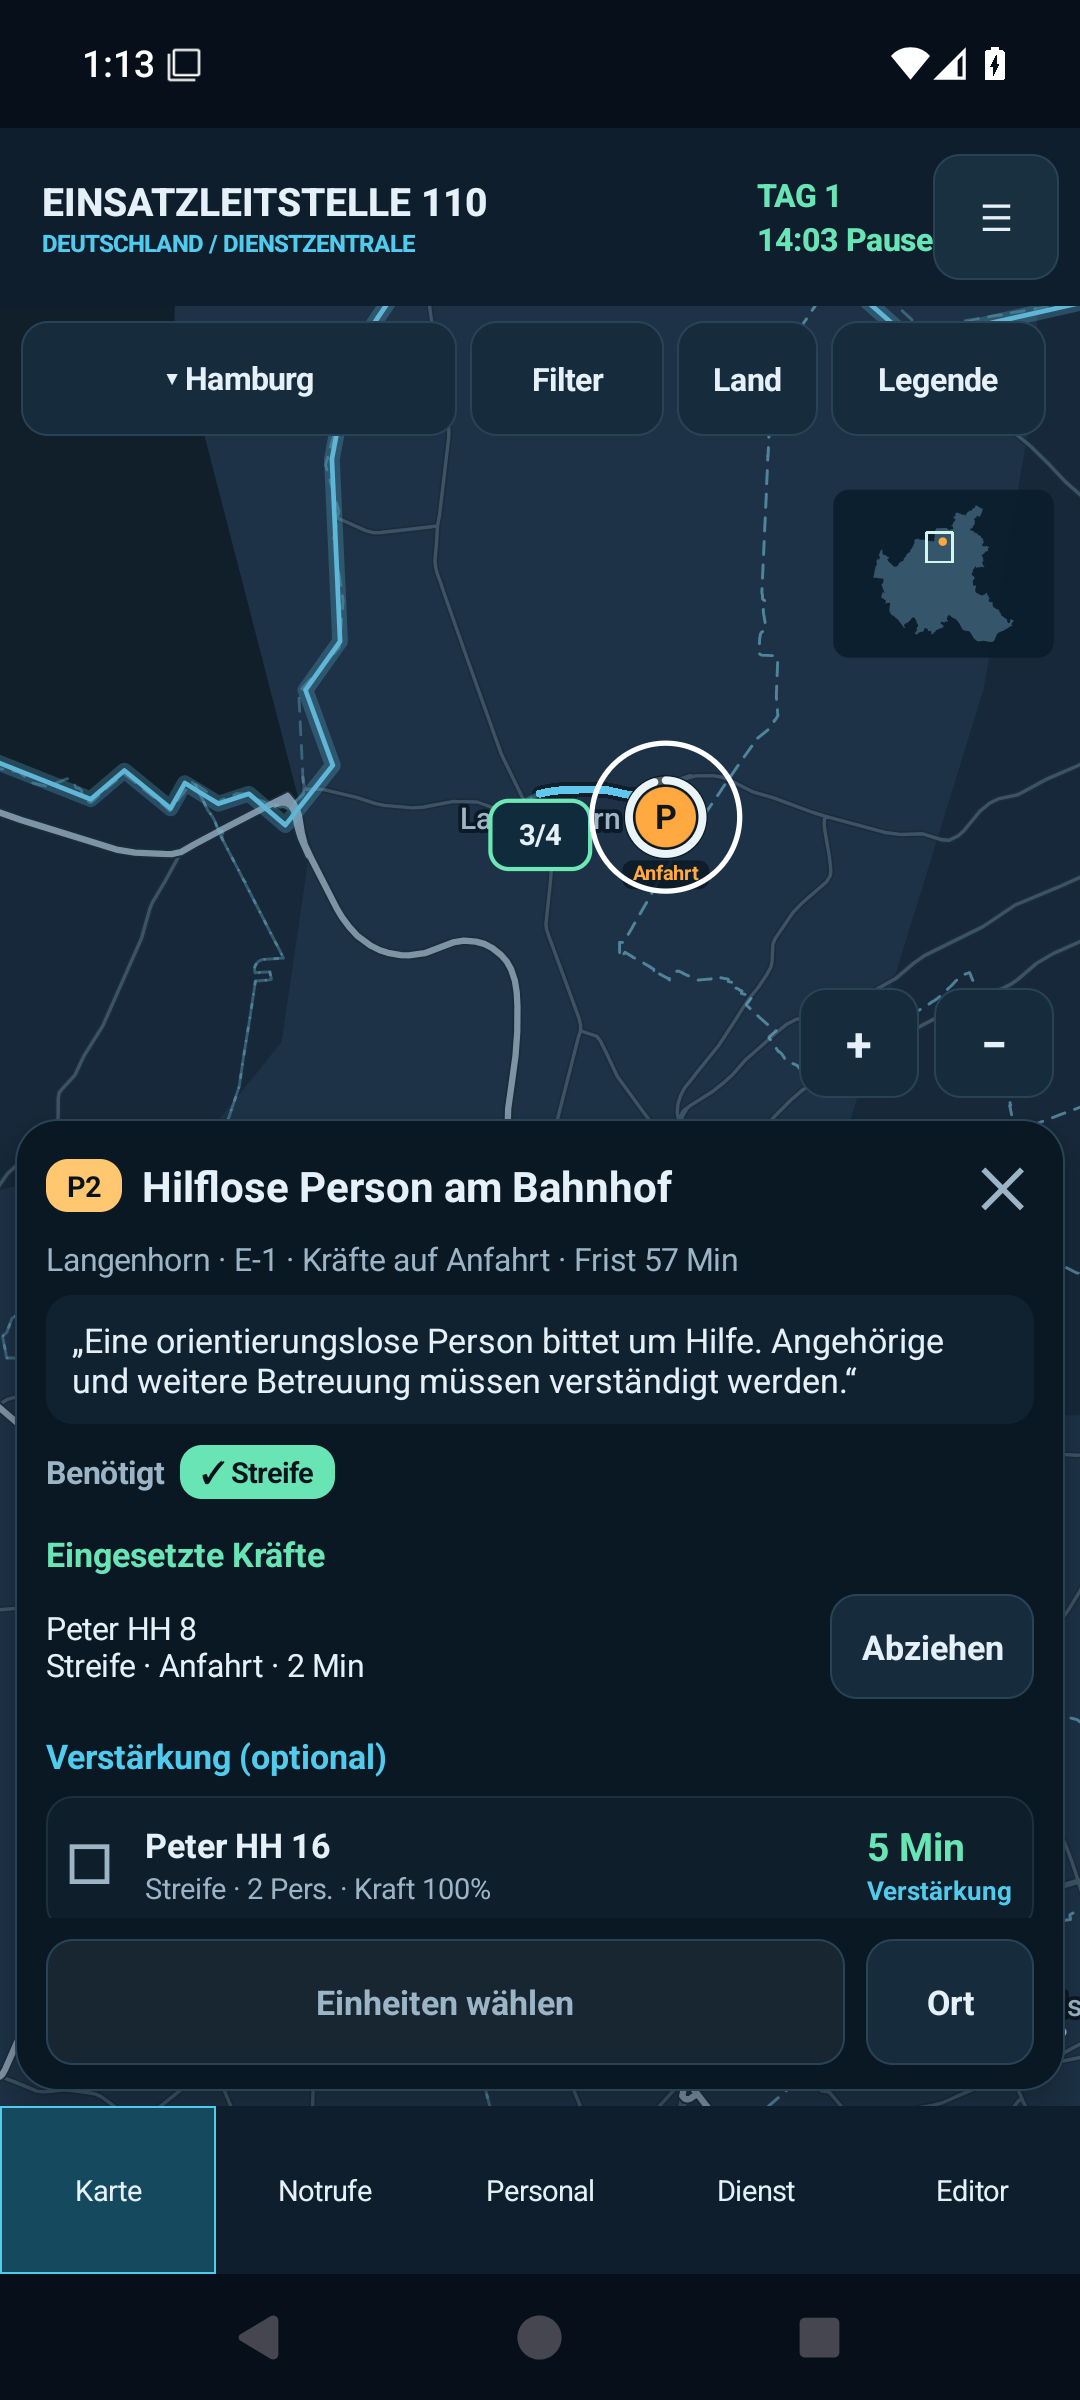 1:13
EINSATZLEITSTELLE 110
DEUTSCHLAND / DIENSTZENTRALE
TAG 1
14:03 Pause
☰
▾ Hamburg
Filter
Land
Legende
La
3/4
rn
P
Anfahrt
+
−
P2
Hilflose Person am Bahnhof
Langenhorn · E-1 · Kräfte auf Anfahrt · Frist 57 Min
„Eine orientierungslose Person bittet um Hilfe. Angehörige
und weitere Betreuung müssen verständigt werden.“
Benötigt
✓ Streife
Eingesetzte Kräfte
Peter HH 8
Streife · Anfahrt · 2 Min
Abziehen
Verstärkung (optional)
Peter HH 16
Streife · 2 Pers. · Kraft 100%
5 Min
Verstärkung
Einheiten wählen
Ort
Karte
Notrufe
Personal
Dienst
Editor